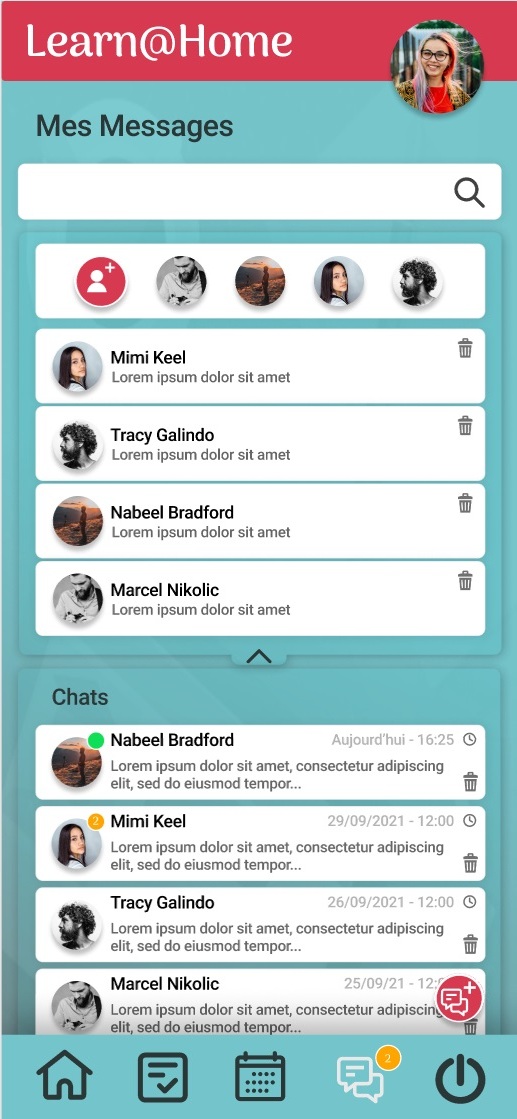 Learn@Home
Mes Messages
Mimi Keel
Lorem ipsum dolor sit amet
Tracy Galindo
Lorem ipsum dolor sit amet
Nabeel Bradford
Lorem ipsum dolor sit amet
Marcel Nikolic
Lorem ipsum dolor sit amet
Chats
Nabeel Bradford Aujourd'hui - 16:25
Lorem ipsum dolor sit amet, consectetur adipiscing
elit, sed do eiusmod tempor...
2 Mimi Keel 29/09/2021 - 12:00
Lorem ipsum dolor sit amet, consectetur adipiscing
elit, sed do eiusmod tempor...
Tracy Galindo 26/09/2021 - 12:00
Lorem ipsum dolor sit amet, consectetur adipiscing
elit, sed do eiusmod tempor...
Marcel Nikolic 25/09/21 -
Lorem ipsum dolor sit amet, consectetur
elit, sed do eiusmod tempor...
2